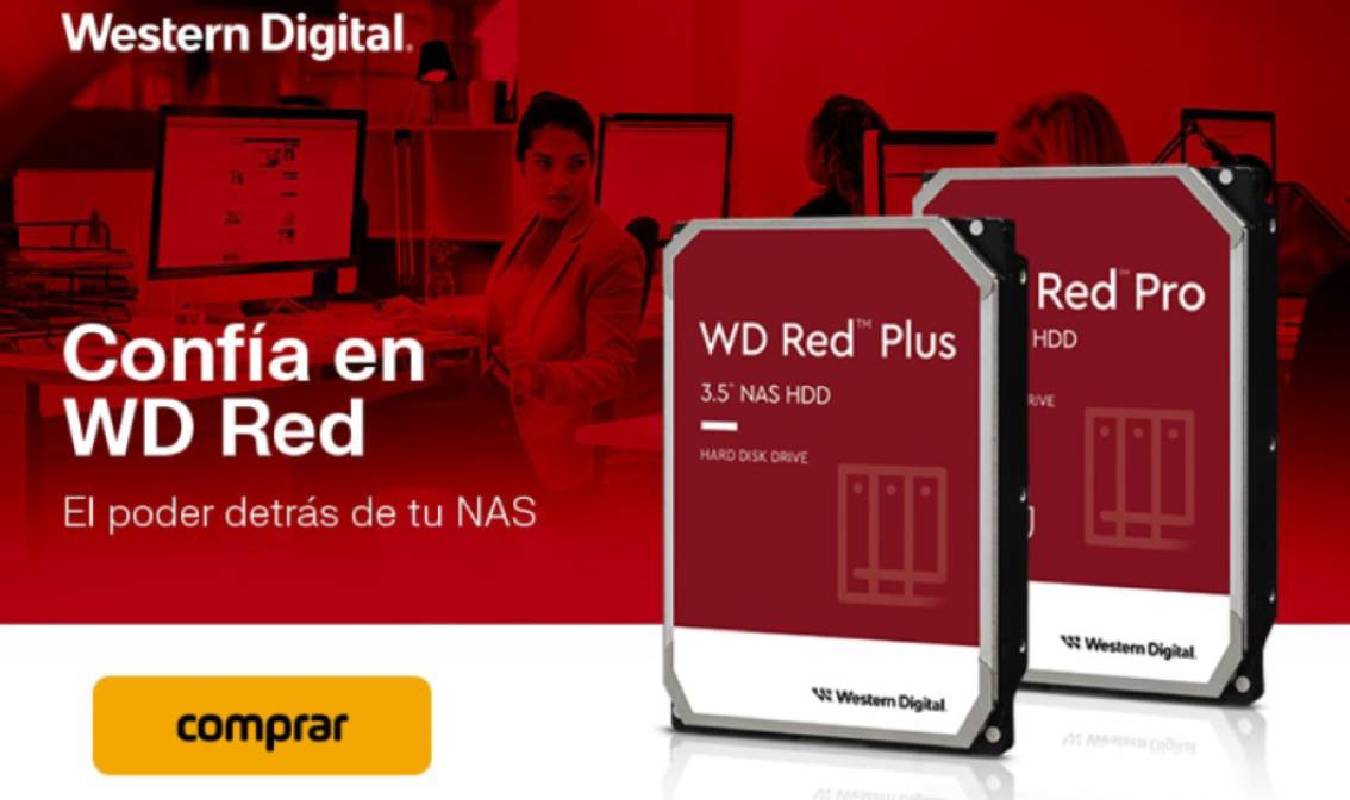 Western Digital.
Confía en
WD Red
El poder detrás de tu NAS
comprar
WD Red™ Plus
3.5" NAS HDD
HARD DISK DRIVE
Western Digital.
Red™ Pro
HDD
RIVE
Western Digital.